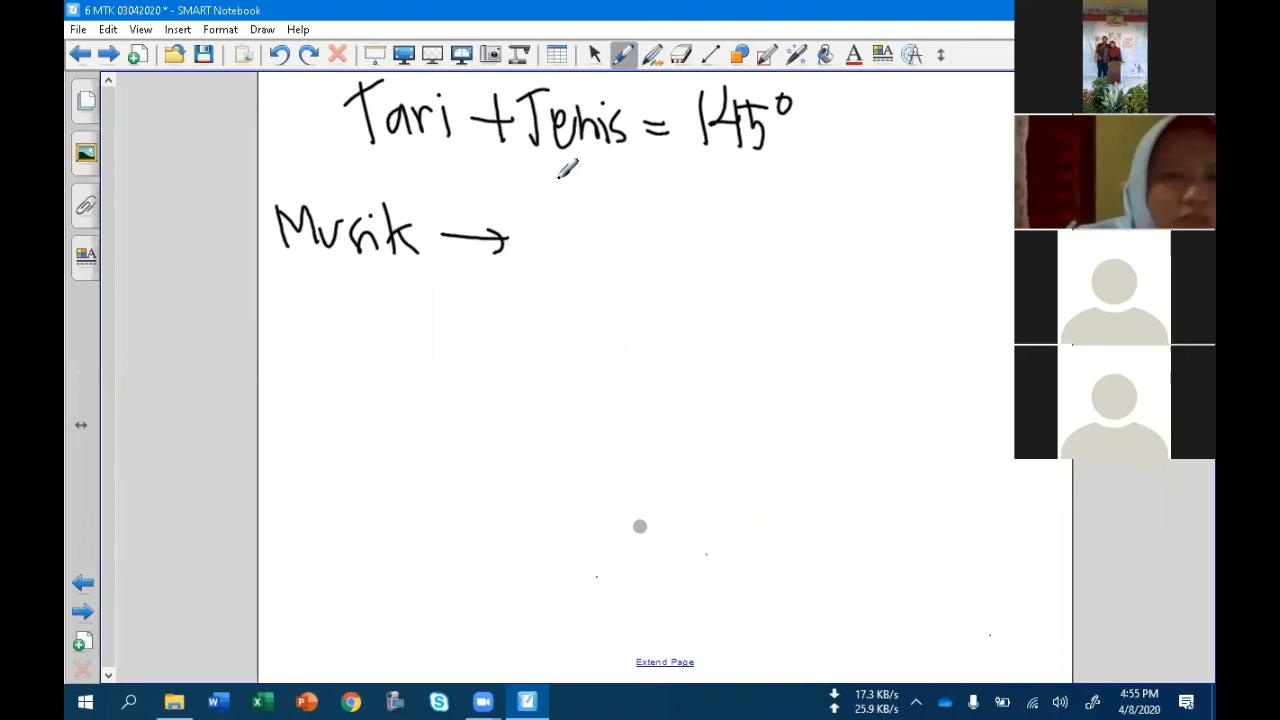 6 MTK 03042020 * - SMART Notebook
File Edit View Insert Format Draw Help
Tari + Jenis = 145°
Musik →
Extend Page
17.3 KB/s
25.9 KB/s
4:55 PM
4/8/2020